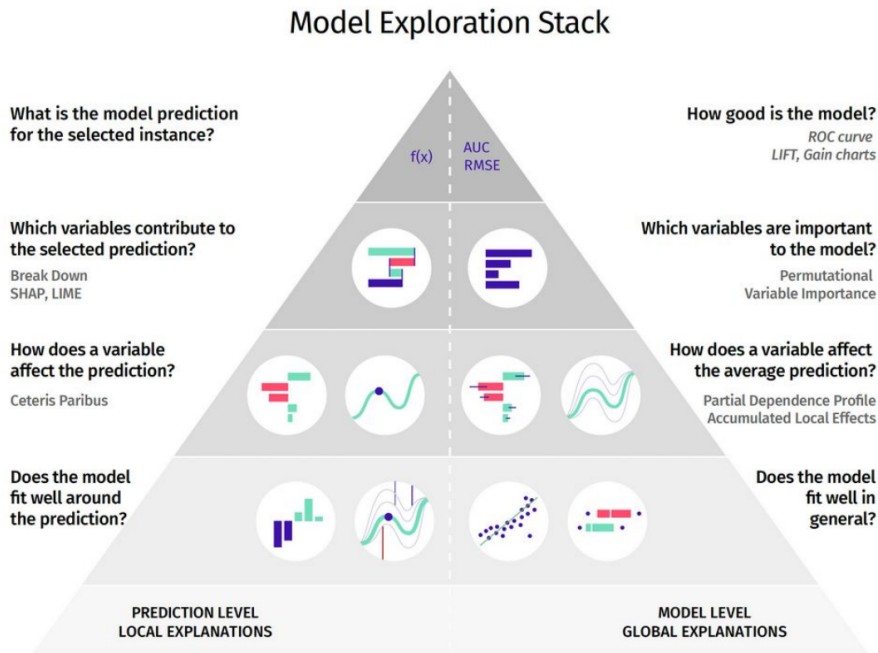 Model Exploration Stack
What is the model prediction
for the selected instance?
f(x)
AUC
RMSE
How good is the model?
ROC curve
LIFT, Gain charts
Which variables contribute to
the selected prediction?
Break Down
SHAP, LIME
Which variables are important
to the model?
Permutational
Variable Importance
How does a variable
affect the prediction?
Ceteris Paribus
How does a variable affect
the average prediction?
Partial Dependence Profile
Accumulated Local Effects
Does the model
fit well around
the prediction?
Does the model
fit well in
general?
PREDICTION LEVEL
LOCAL EXPLANATIONS
MODEL LEVEL
GLOBAL EXPLANATIONS